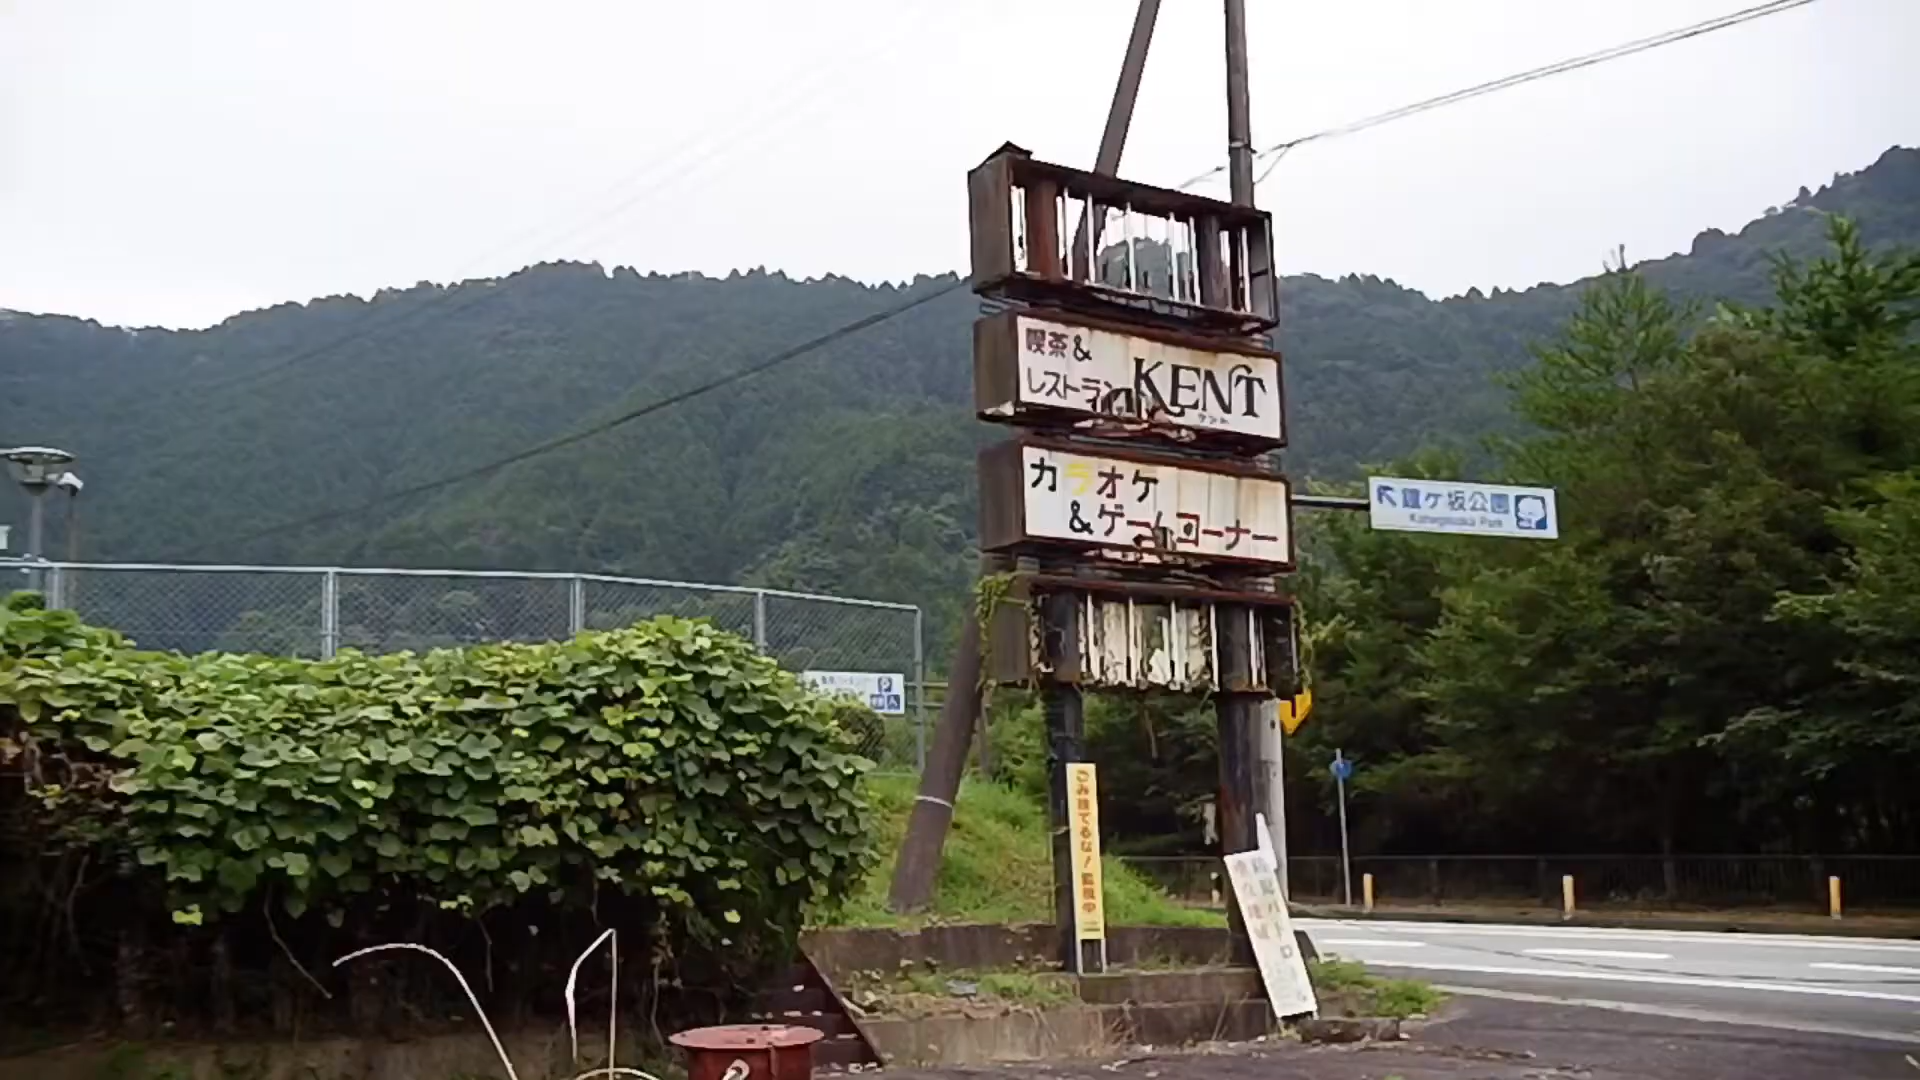 喫茶&
レストラン KENT
ケント
カラオケ
&ゲームコーナー
鐘ケ坂公園
Kanegasaka Park
P
ごみ捨てるな!監視中